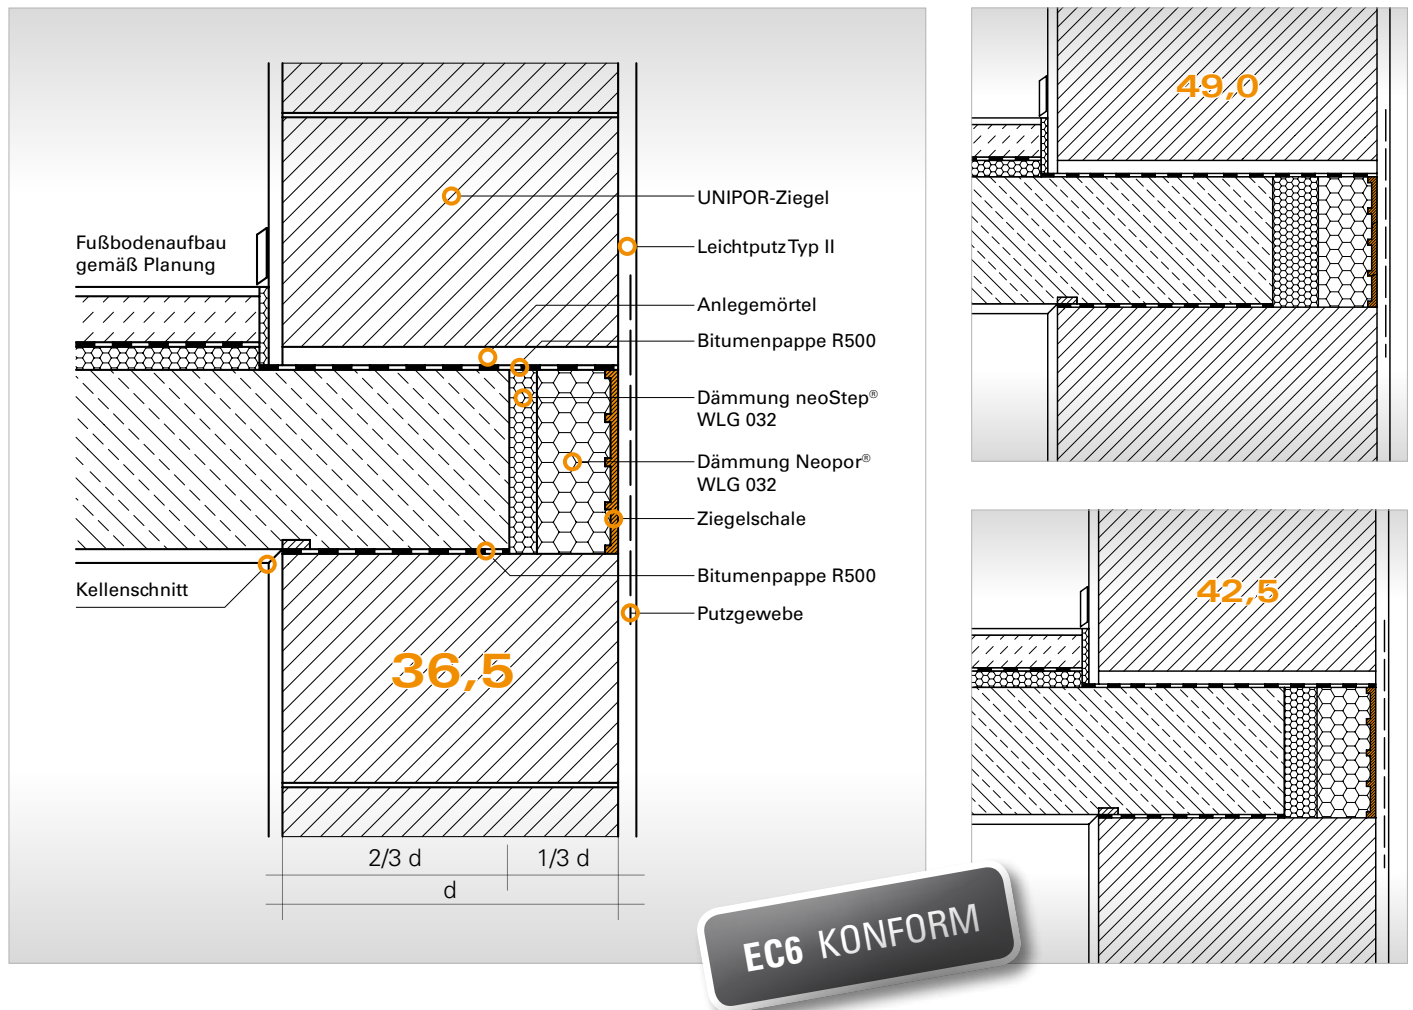 Fußbodenaufbau
gemäß Planung
Kellenschnitt
UNIPOR-Ziegel
Leichtputz Typ II
Anlegemörtel
Bitumenpappe R500
Dämmung neoStep®
WLG 032
Dämmung Neopor®
WLG 032
Ziegelschale
Bitumenpappe R500
Putzgewebe
36,5
2/3 d
1/3 d
d
49,0
42,5
EC6 KONFORM